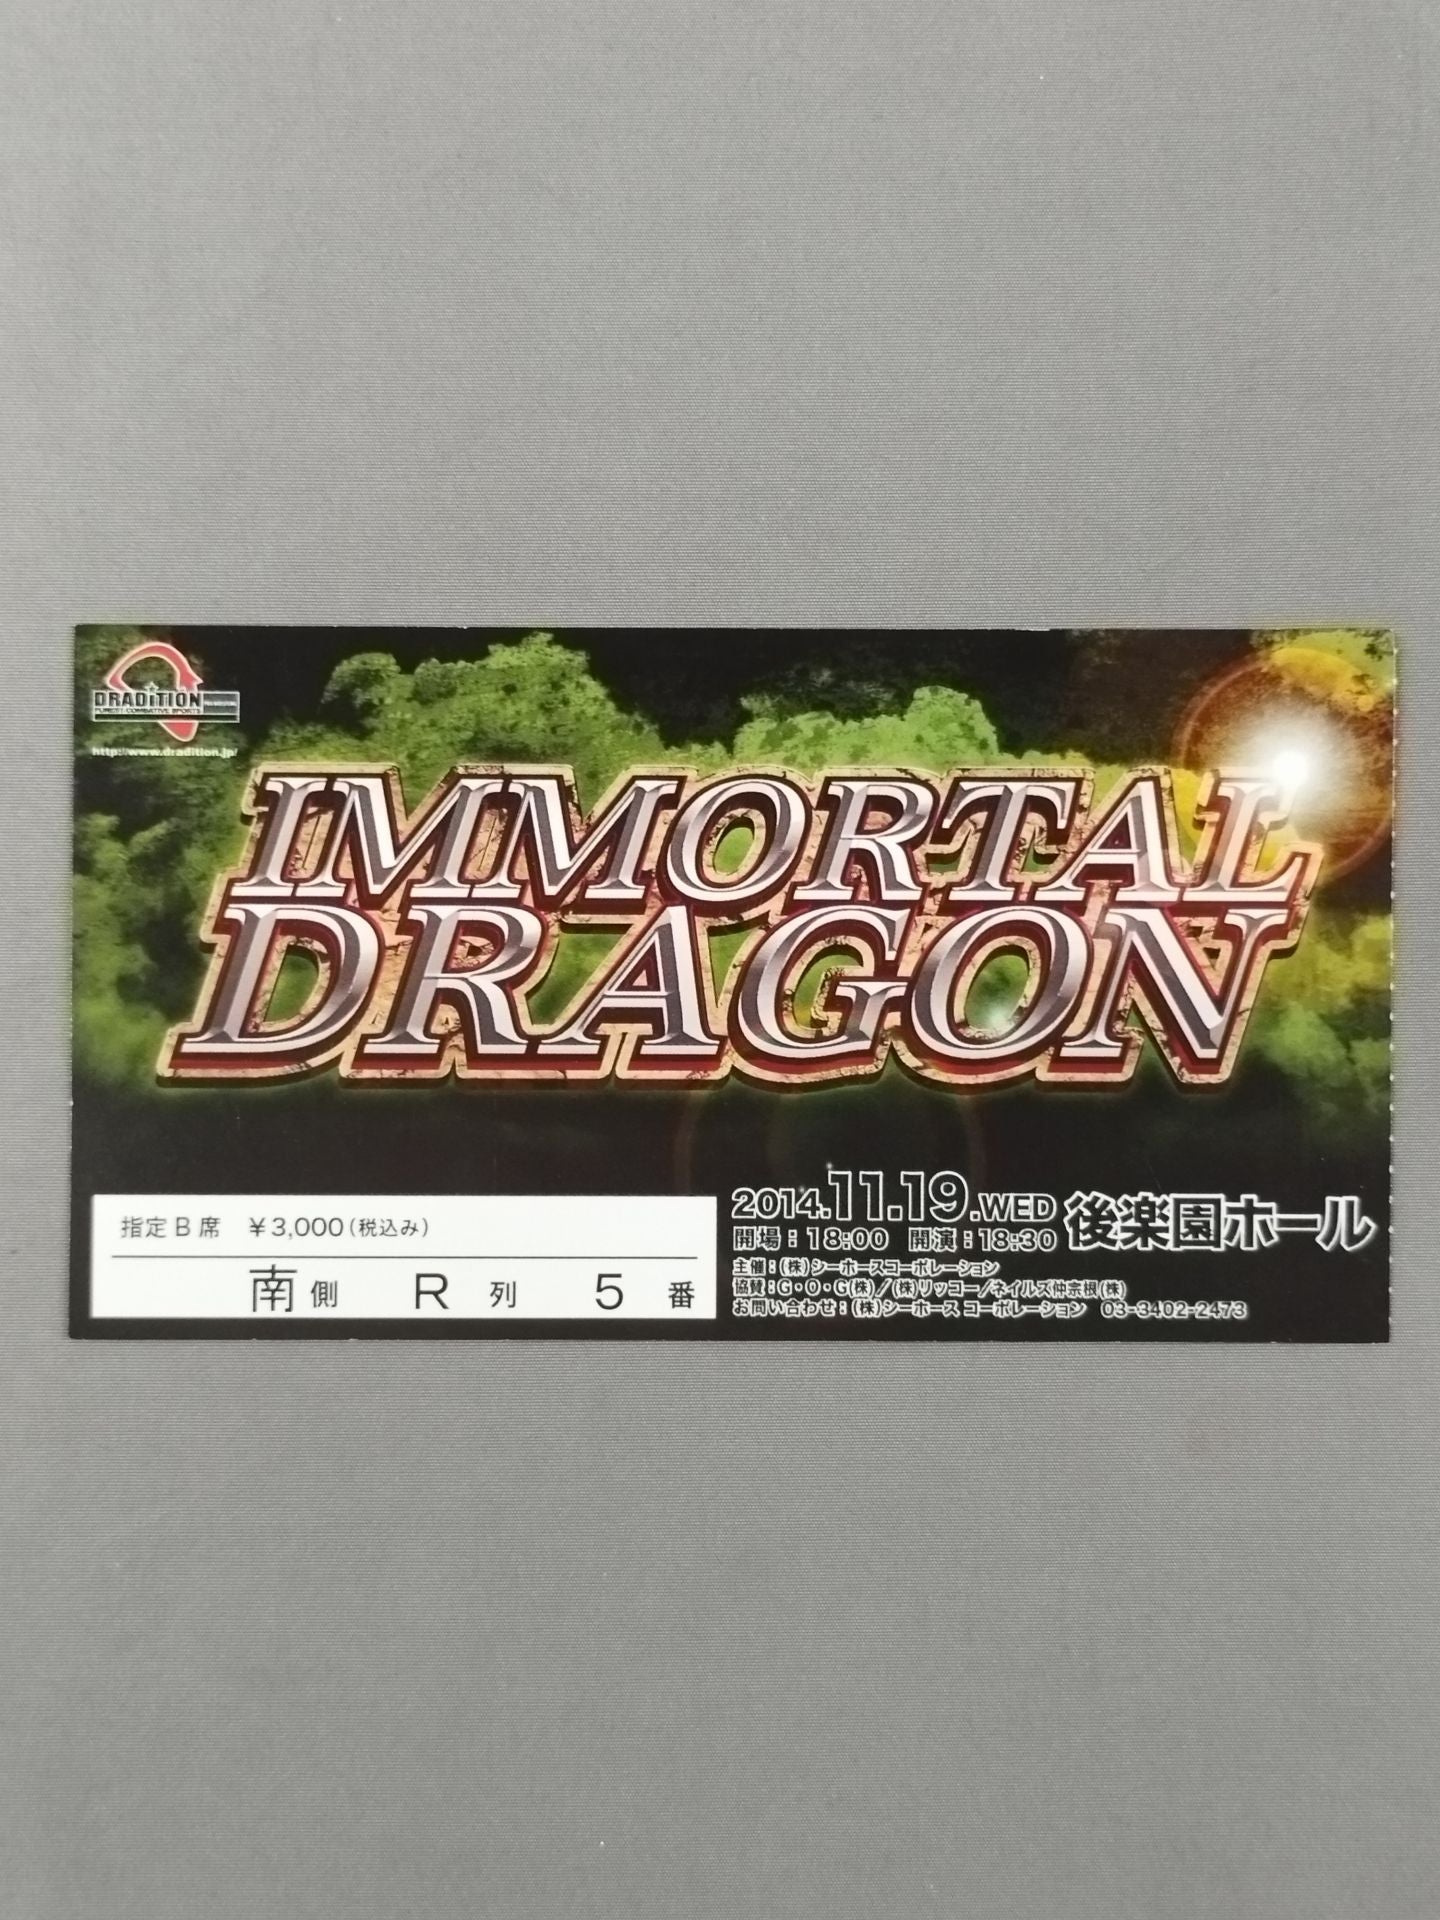 DRADITION
PUREST COMBATIVE SPORTS
http://www.dradition.jp/
IMMORTAL
DRAGON
指定B席 ￥3,000(税込み)
南側 R列 5番
2014.11.19.WED 後楽園ホール
開場：18:00 開演：18:30
主催：(株)シーホースコーポレーション
協賛：G・O・G(株)／(株)リッコー／ネイルズ仲宗根(株)
お問い合わせ：(株)シーホース コーポレーション 03-3402-2473